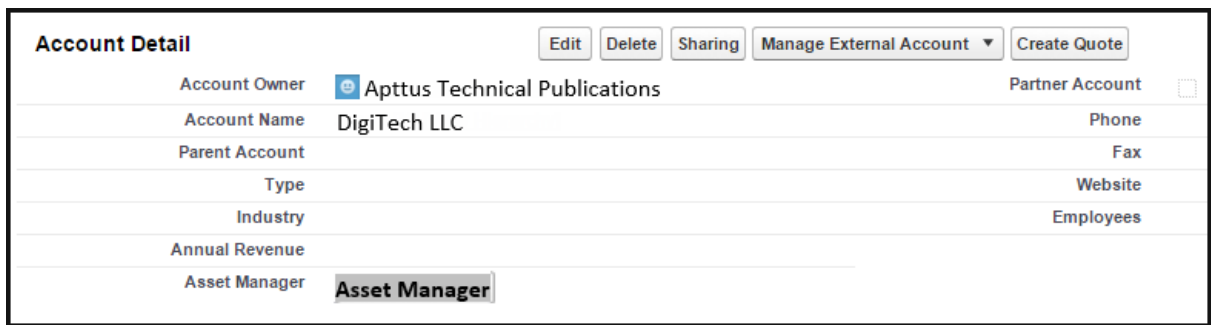 Account Detail Edit Delete Sharing Manage External Account ▼ Create Quote
Account Owner Apttus Technical Publications Partner Account
Account Name DigiTech LLC Phone
Parent Account Fax
Type Website
Industry Employees
Annual Revenue
Asset Manager Asset Manager